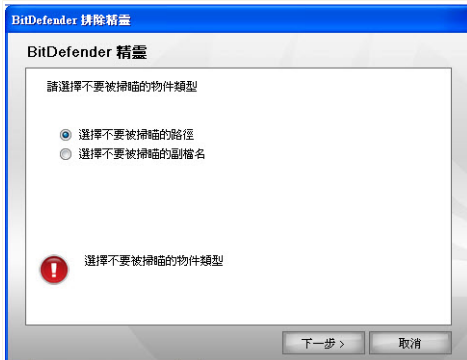 BitDefender 排除精靈
BitDefender 精靈
請選擇不要被掃瞄的物件類型
選擇不要被掃瞄的路徑
選擇不要被掃瞄的副檔名
選擇不要被掃瞄的物件類型
下一步 >
取消